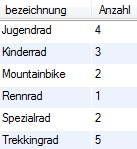 bezeichnung Anzahl
Jugendrad 4
Kinderrad 3
Mountainbike 2
Rennrad 1
Spezialrad 2
Trekkingrad 5